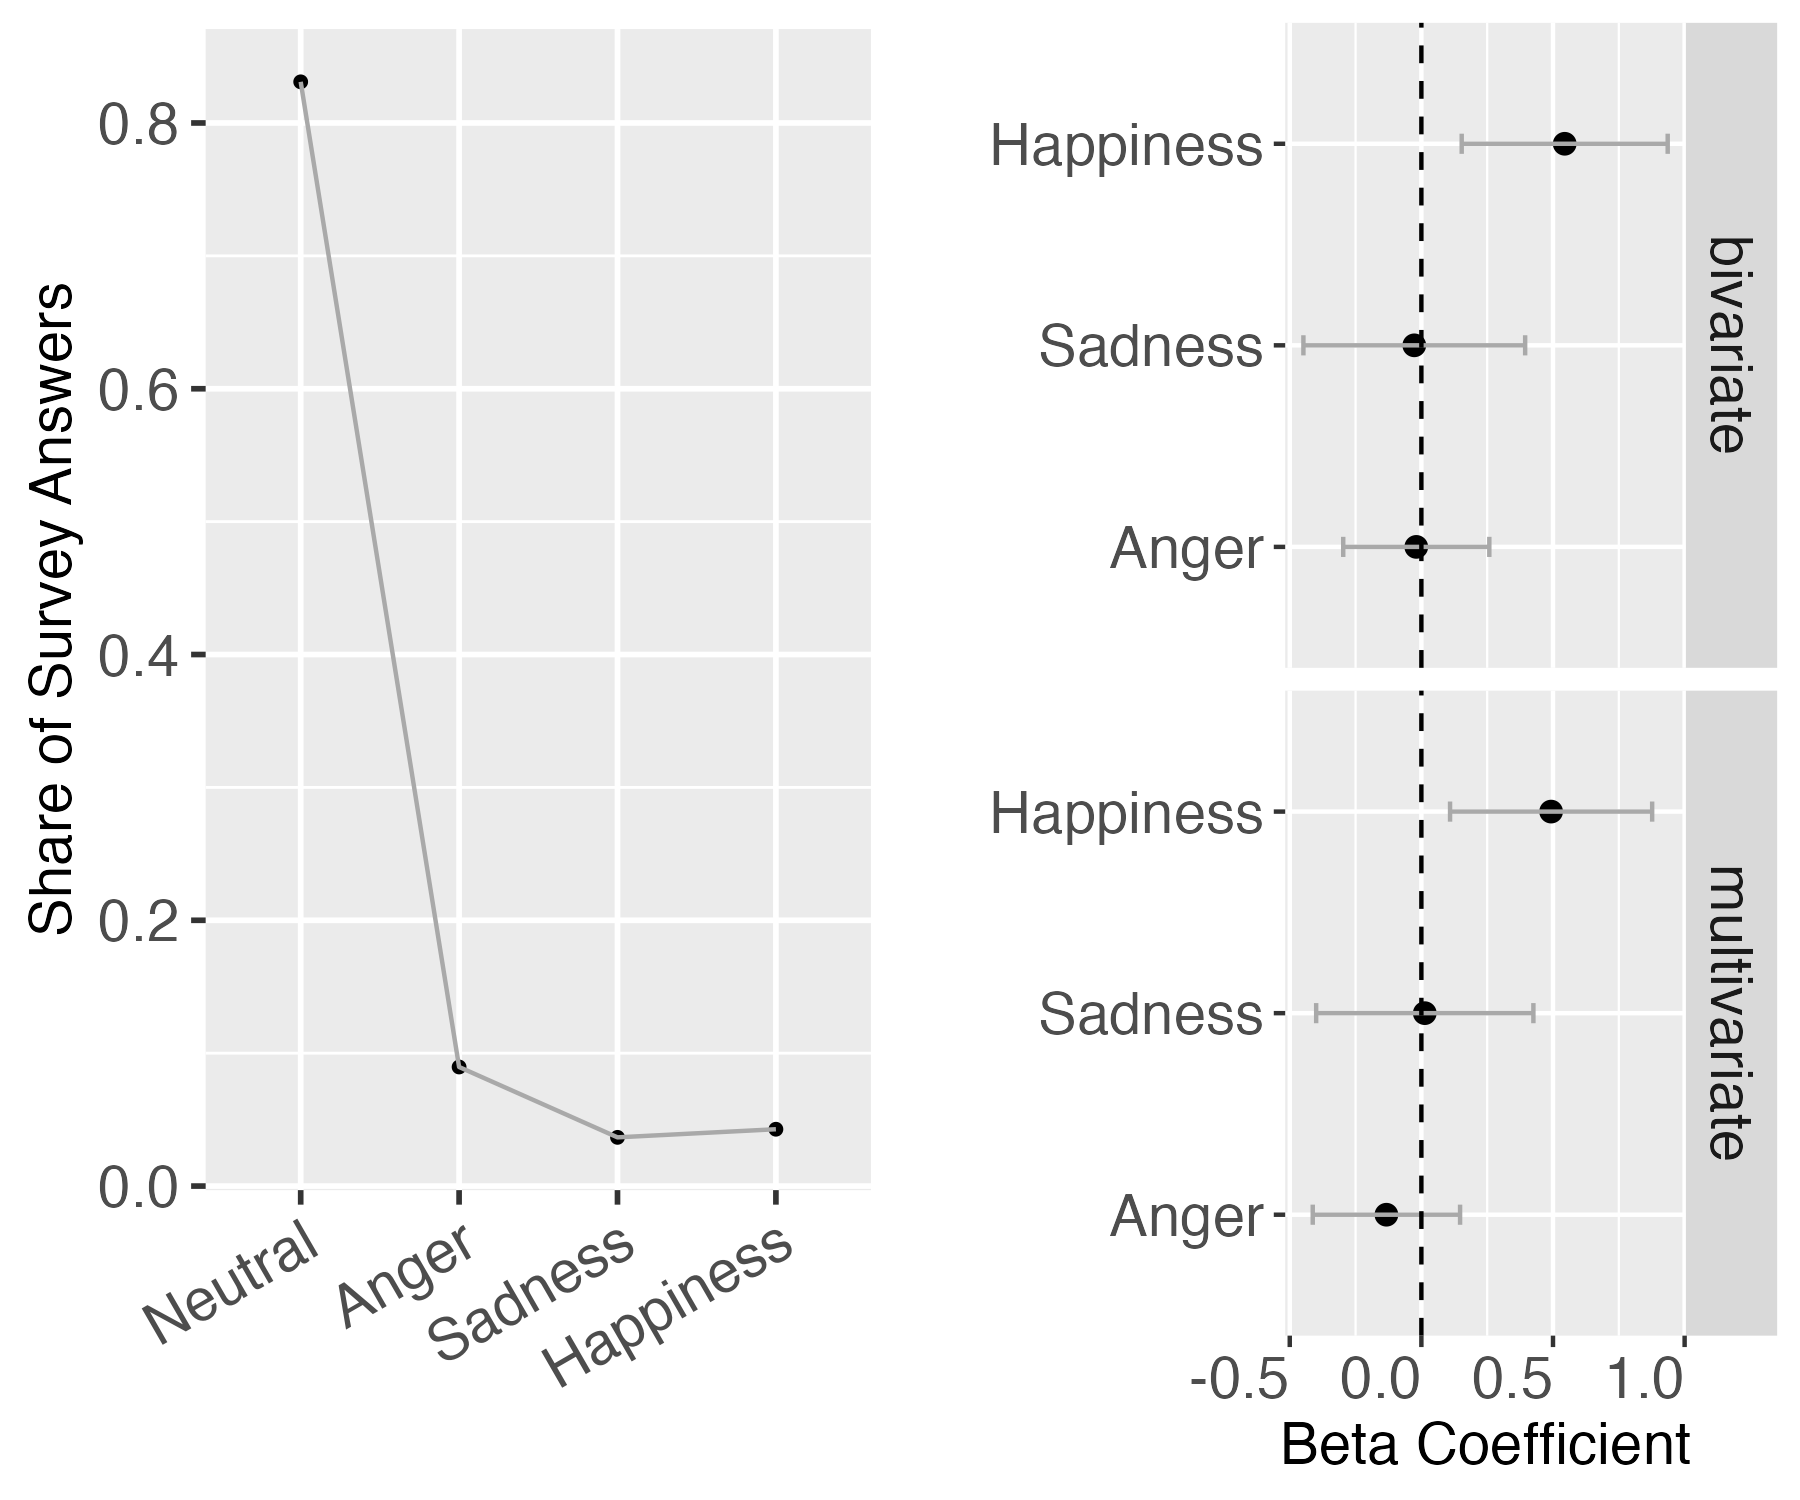 Share of Survey Answers
0.8
0.6
0.4
0.2
0.0
Neutral
Anger
Sadness
Happiness
Happiness
Sadness
Anger
bivariate
Happiness
Sadness
Anger
multivariate
-0.5 0.0 0.5 1.0
Beta Coefficient